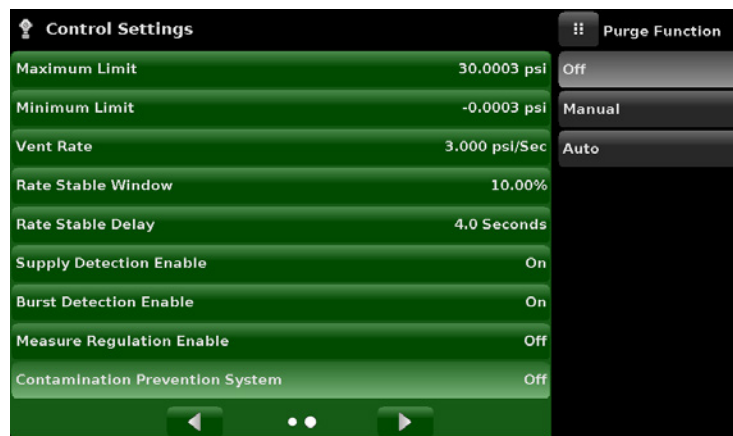 Control Settings
Maximum Limit 30.0003 psi
Minimum Limit -0.0003 psi
Vent Rate 3.000 psi/Sec
Rate Stable Window 10.00%
Rate Stable Delay 4.0 Seconds
Supply Detection Enable On
Burst Detection Enable On
Measure Regulation Enable Off
Contamination Prevention System Off
Purge Function
Off
Manual
Auto